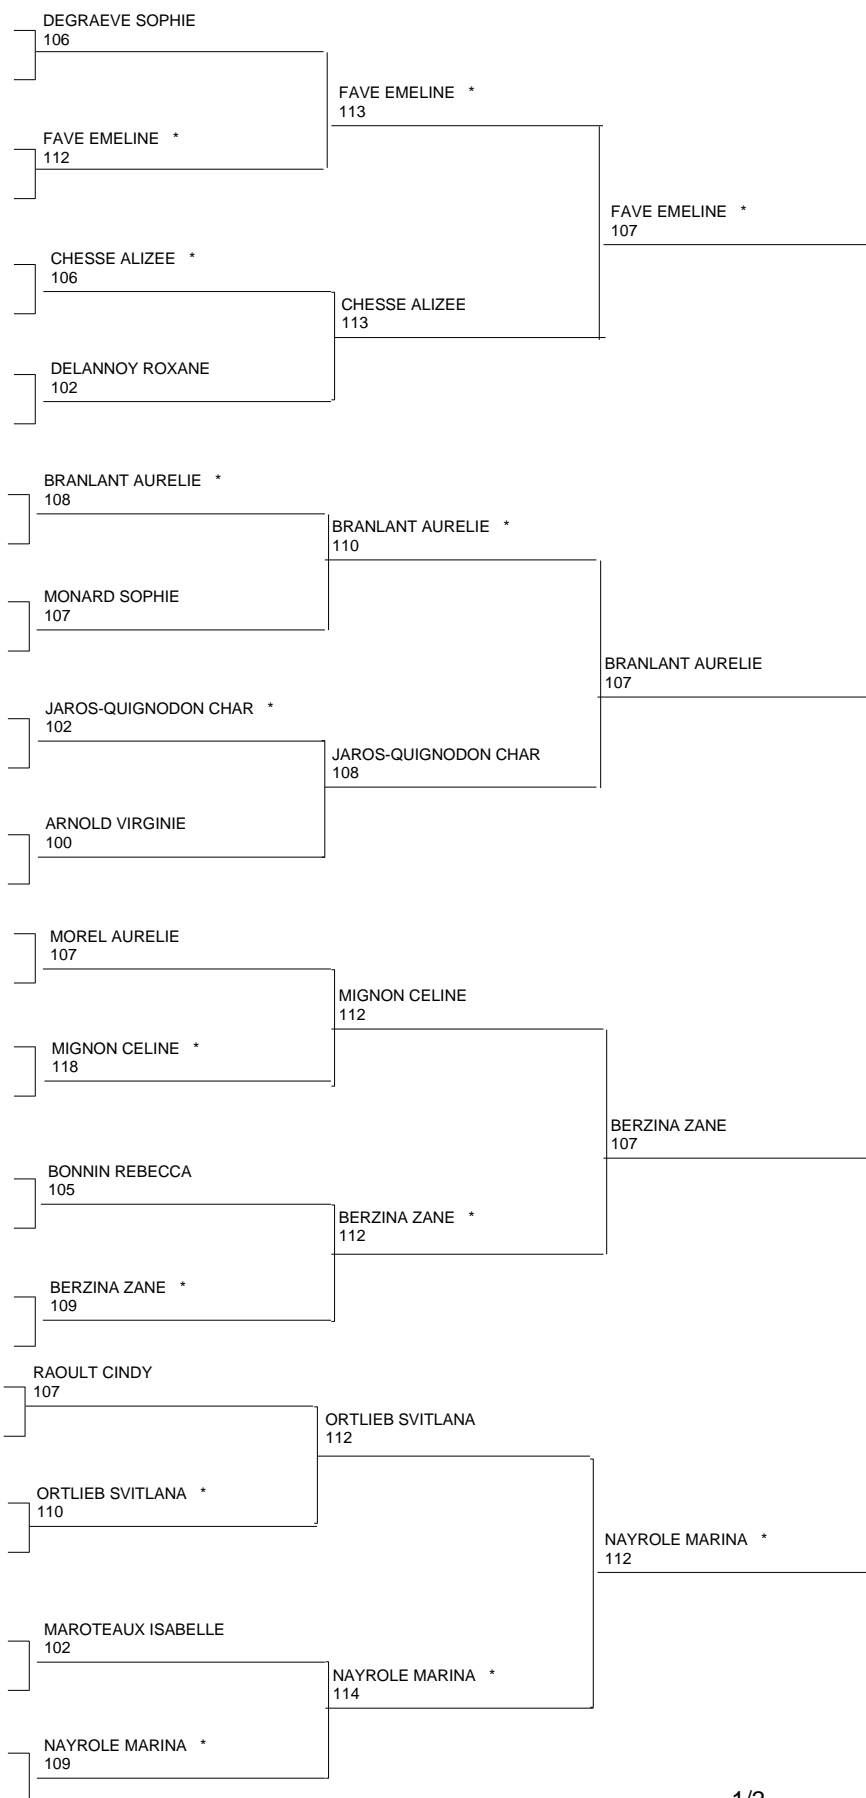 DEGRAEVE SOPHIE
106
FAVE EMELINE *
113
FAVE EMELINE *
112
FAVE EMELINE *
107
CHESSE ALIZEE *
106
CHESSE ALIZEE
113
DELANNOY ROXANE
102
BRANLANT AURELIE *
108
BRANLANT AURELIE *
110
MONARD SOPHIE
107
BRANLANT AURELIE
107
JAROS-QUIGNODON CHAR *
102
JAROS-QUIGNODON CHAR
108
ARNOLD VIRGINIE
100
MOREL AURELIE
107
MIGNON CELINE
112
MIGNON CELINE *
118
BERZINA ZANE
107
BONNIN REBECCA
105
BERZINA ZANE *
112
BERZINA ZANE *
109
RAOULT CINDY
107
ORTLIEB SVITLANA
112
ORTLIEB SVITLANA *
110
NAYROLE MARINA *
112
MAROTEAUX ISABELLE
102
NAYROLE MARINA *
114
NAYROLE MARINA *
109